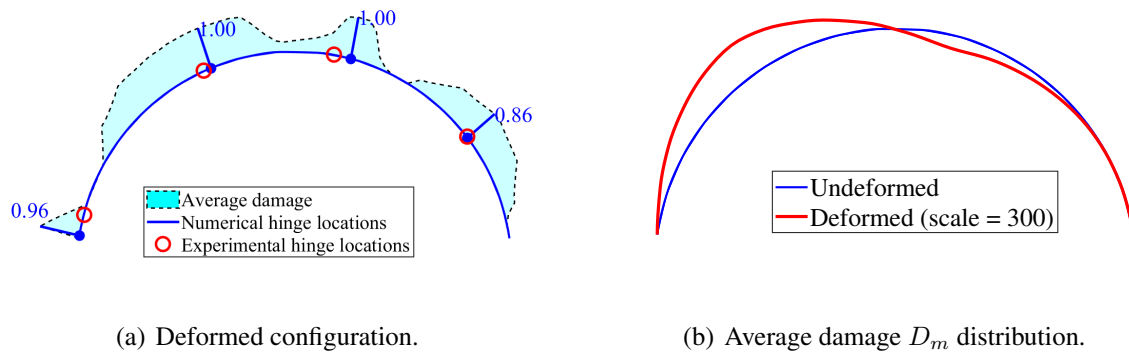 1.00
1.00
0.86
0.96
Average damage
Numerical hinge locations
Experimental hinge locations
Undeformed
Deformed (scale = 300)
(a) Deformed configuration.
(b) Average damage $D_m$ distribution.